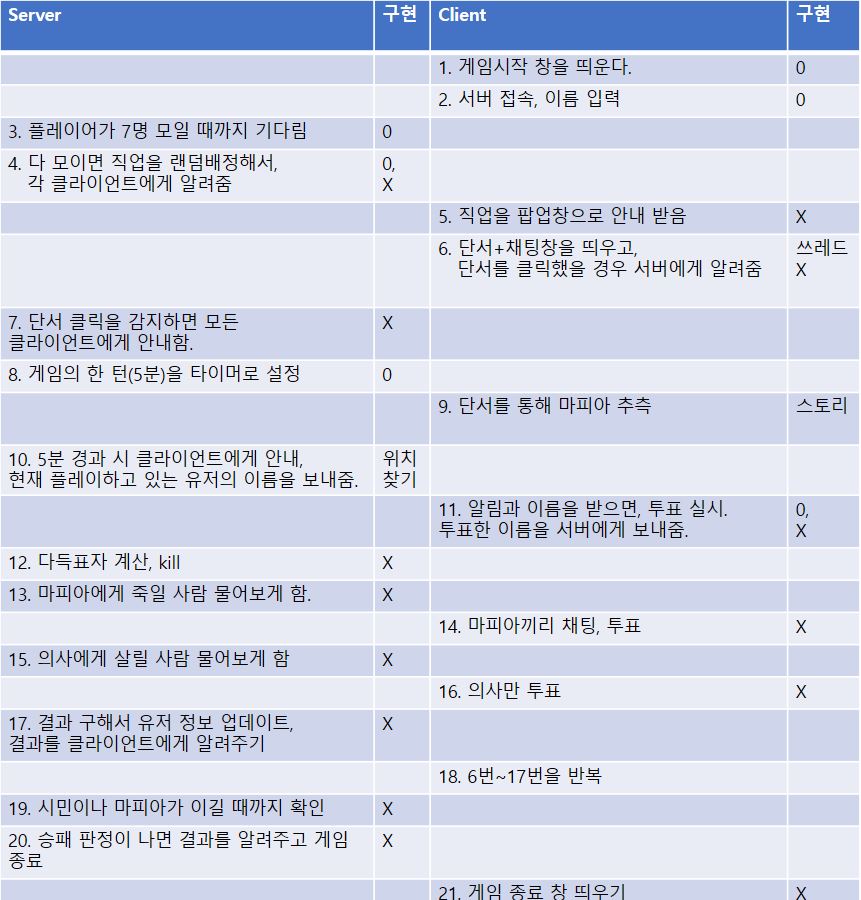 Server 구현 Client 구현
1. 게임시작 창을 띄운다. 0
2. 서버 접속, 이름 입력 0
3. 플레이어가 7명 모일 때까지 기다림 0
4. 다 모이면 직업을 랜덤배정해서, 0,
각 클라이언트에게 알려줌 X
5. 직업을 팝업창으로 안내 받음 X
6. 단서+채팅창을 띄우고, 쓰레드
단서를 클릭했을 경우 서버에게 알려줌 X
7. 단서 클릭을 감지하면 모든 X
클라이언트에게 안내함.
8. 게임의 한 턴(5분)을 타이머로 설정 0
9. 단서를 통해 마피아 추측 스토리
10. 5분 경과 시 클라이언트에게 안내, 위치
현재 플레이하고 있는 유저의 이름을 보내줌. 찾기
11. 알림과 이름을 받으면, 투표 실시. 0,
투표한 이름을 서버에게 보내줌. X
12. 다득표자 계산, kill X
13. 마피아에게 죽일 사람 물어보게 함. X
14. 마피아끼리 채팅, 투표 X
15. 의사에게 살릴 사람 물어보게 함 X
16. 의사만 투표 X
17. 결과 구해서 유저 정보 업데이트, X
결과를 클라이언트에게 알려주기
18. 6번~17번을 반복
19. 시민이나 마피아가 이길 때까지 확인 X
20. 승패 판정이 나면 결과를 알려주고 게임 X
종료
21. 게임 종료 창 띄우기 X